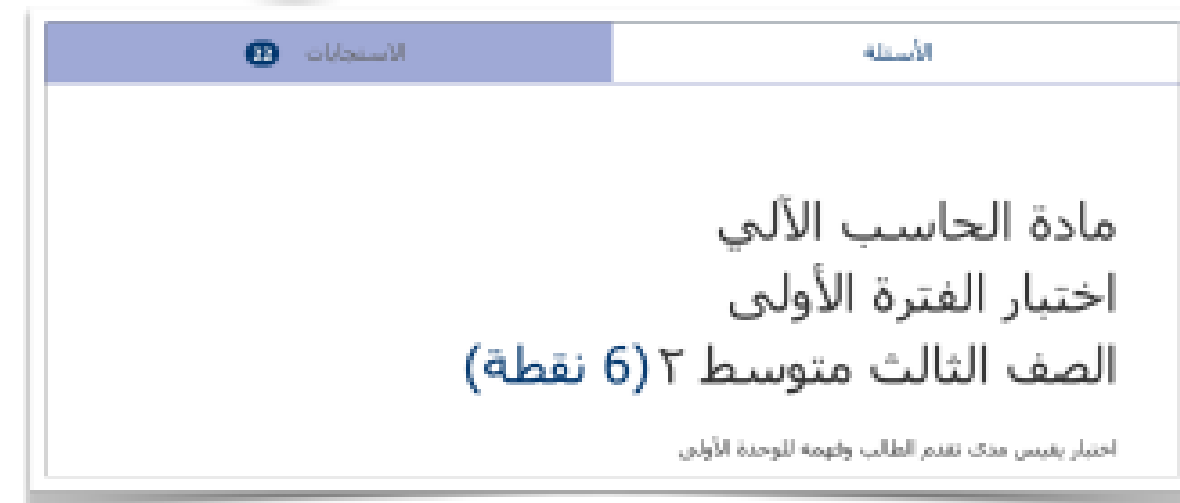 الأسئلة
الاستجابات
مادة الحاسب الآلي
اختبار الفترة الأولى
الصف الثالث متوسط ٢ (6 نقطة)
اختبار يقيس مدى تقدم الطالب وفهمه للوحدة الأولى